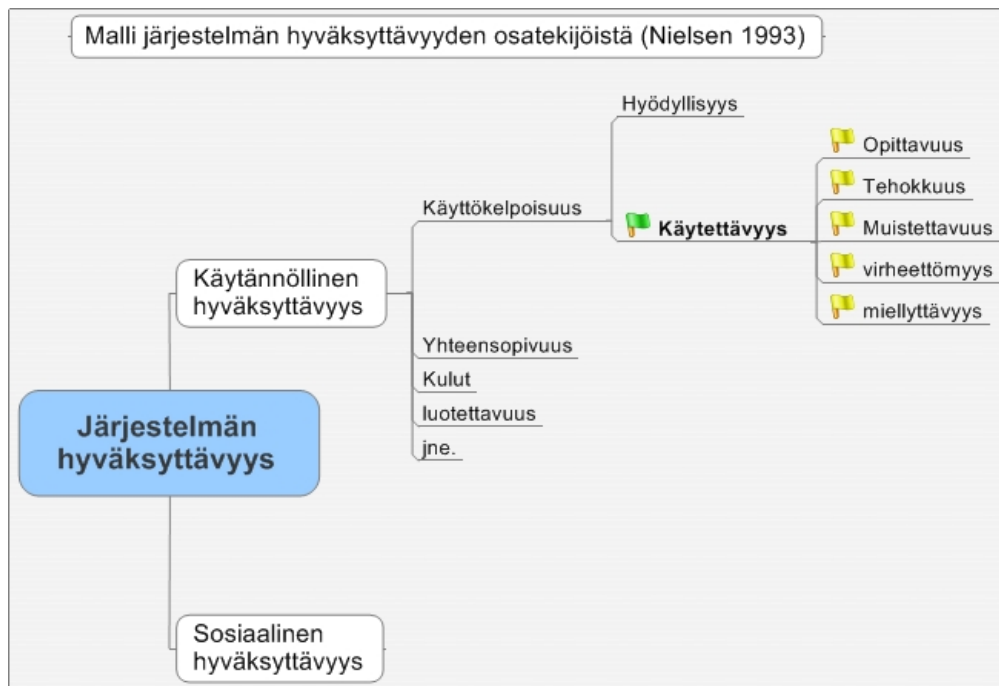 Malli järjestelmän hyväksyttävyyden osatekijöistä (Nielsen 1993)
Järjestelmän
hyväksyttävyys
Käytännöllinen
hyväksyttävyys
Käyttökelpoisuus
Hyödyllisyys
Käytettävyys
Opittavuus
Tehokkuus
Muistettavuus
virheettömyys
miellyttävyys
Yhteensopivuus
Kulut
luotettavuus
jne.
Sosiaalinen
hyväksyttävyys